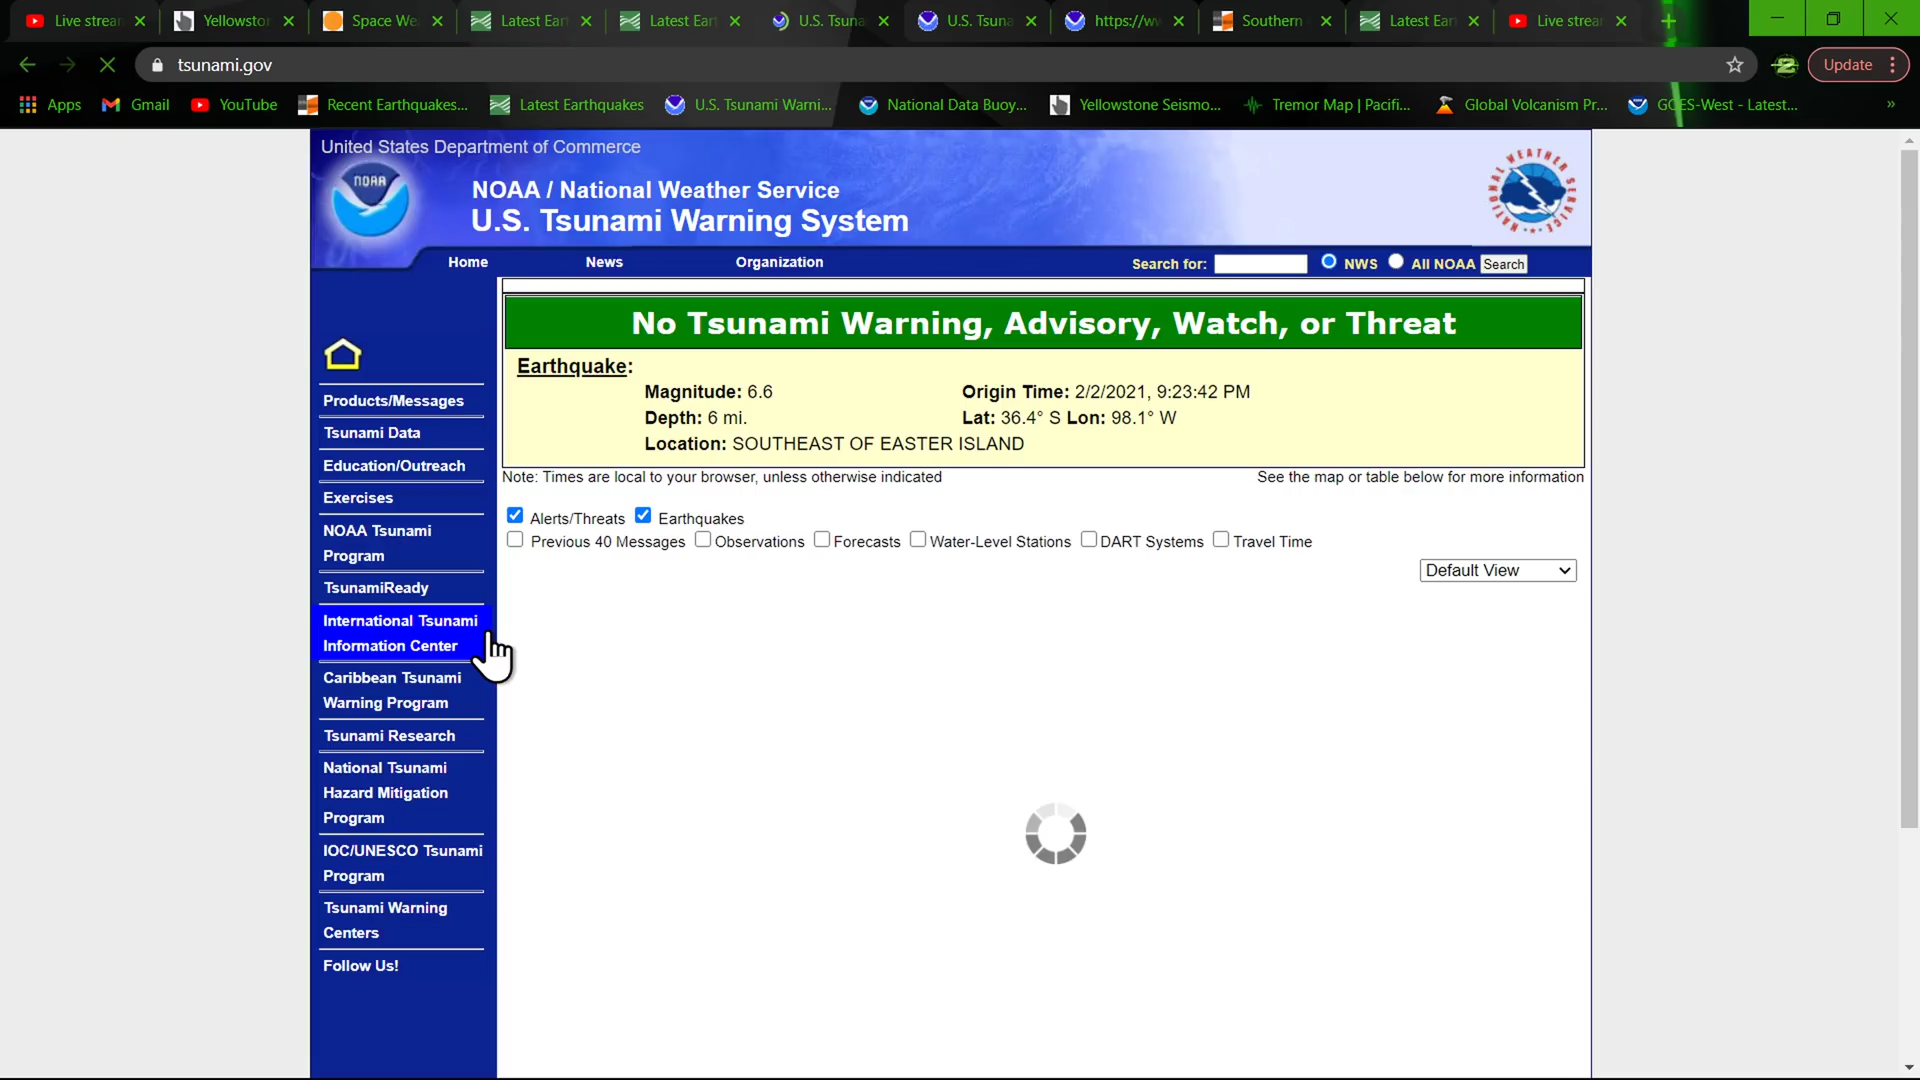 Live strea
Yellowsto
Space We
Latest Ear
Latest Ear
U.S. Tsuna
U.S. Tsuna
https://w
Southern
Latest Ear
Live strea
tsunami.gov
Update
Apps
Gmail
YouTube
Recent Earthquakes...
Latest Earthquakes
U.S. Tsunami Warni...
National Data Buoy...
Yellowstone Seismo...
Tremor Map | Pacifi...
Global Volcanism Pr...
GOES-West - Latest...
United States Department of Commerce
NOAA
NOAA / National Weather Service
U.S. Tsunami Warning System
NATIONAL WEATHER SERVICE
Home
News
Organization
Search for:
NWS
All NOAA
Search
No Tsunami Warning, Advisory, Watch, or Threat
Earthquake:
Magnitude: 6.6
Origin Time: 2/2/2021, 9:23:42 PM
Depth: 6 mi.
Lat: 36.4° S Lon: 98.1° W
Location: SOUTHEAST OF EASTER ISLAND
Note: Times are local to your browser, unless otherwise indicated
See the map or table below for more information
Alerts/Threats
Earthquakes
Previous 40 Messages
Observations
Forecasts
Water-Level Stations
DART Systems
Travel Time
Default View
Products/Messages
Tsunami Data
Education/Outreach
Exercises
NOAA Tsunami
Program
TsunamiReady
International Tsunami
Information Center
Caribbean Tsunami
Warning Program
Tsunami Research
National Tsunami
Hazard Mitigation
Program
IOC/UNESCO Tsunami
Program
Tsunami Warning
Centers
Follow Us!